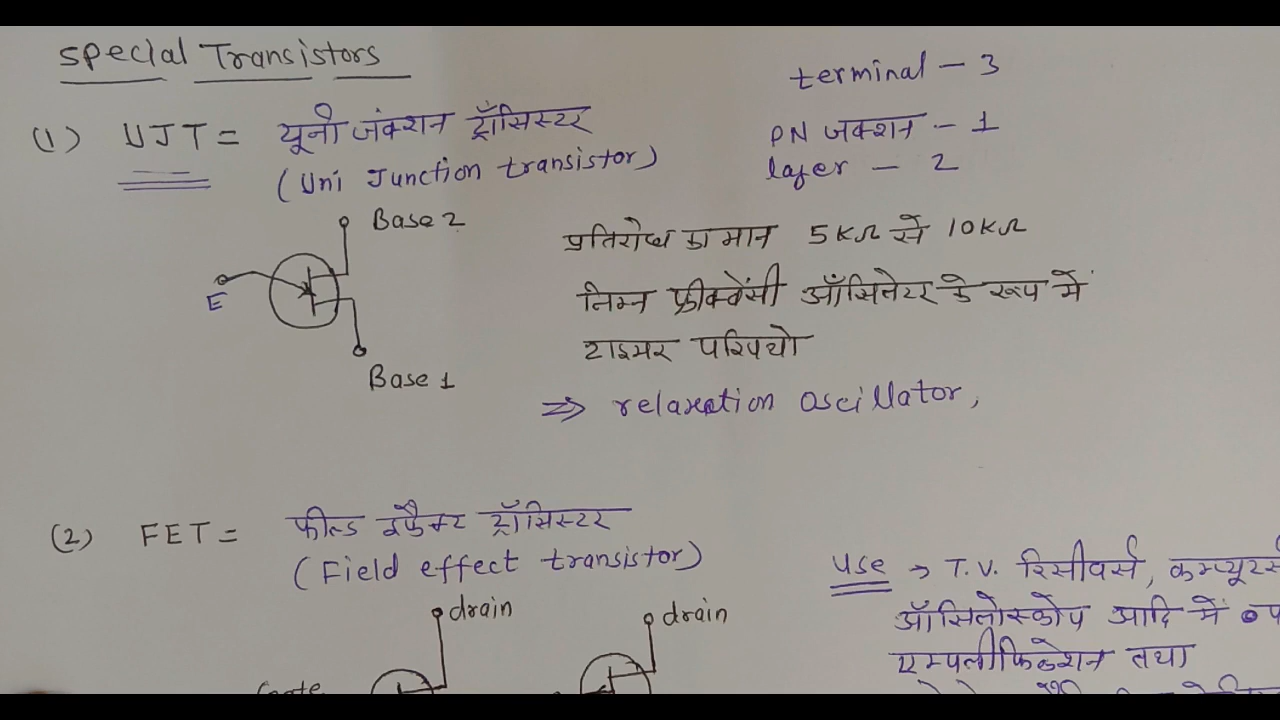 Special Transistors
(1) UJT = यूनी जंक्शन ट्रॉंसिस्टर
(Uni Junction transistor)
terminal - 3
PN जक्शन - 1
layer - 2
Base 2
E
Base 1
प्रतिरोध का मान 5KΩ से 10KΩ
निम्न फ्रीक्वेंसी ऑसिलेटर के रूप में
टाइमर परिपथो
⇒ relaxation oscillator,
(2) FET = फील्ड इफैक्ट ट्रॉंसिस्टर
(Field effect transistor)
drain
drain
Gate
use → T.V. रिसीवर्स, कम्प्यूटर्स
ऑसिलोस्कोप आदि में
एम्पलीफिकेशन तथा